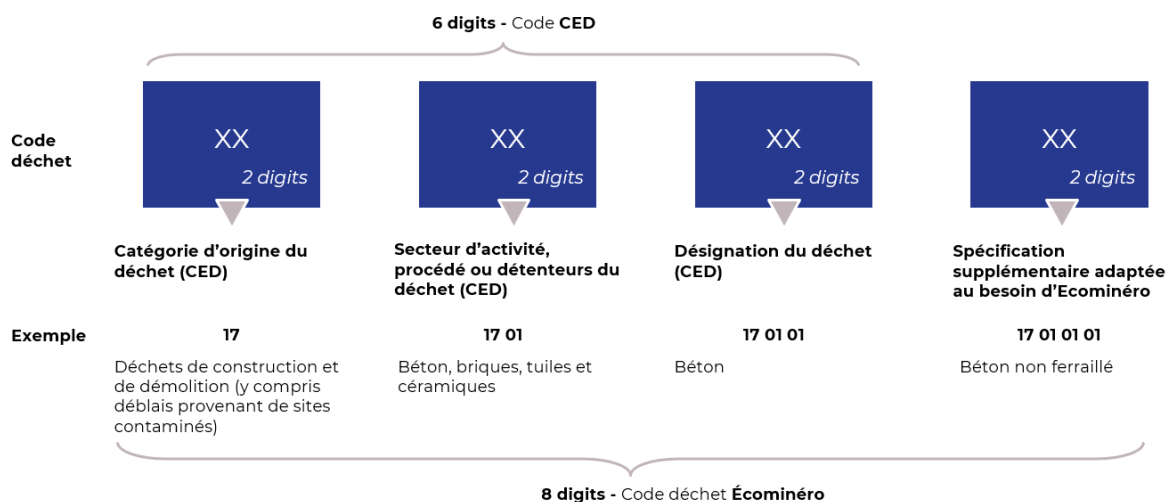 6 digits - Code CED
Code
déchet
XX
2 digits
XX
2 digits
XX
2 digits
XX
2 digits
Catégorie d'origine du
déchet (CED)
Secteur d'activité,
procédé ou détenteurs du
déchet (CED)
Désignation du déchet
(CED)
Spécification
supplémentaire adaptée
au besoin d'Ecominéro
Exemple
17
17 01
17 01 01
17 01 01 01
Déchets de construction et
de démolition (y compris
déblais provenant de sites
contaminés)
Béton, briques, tuiles et
céramiques
Béton
Béton non ferraillé
8 digits - Code déchet Écominéro